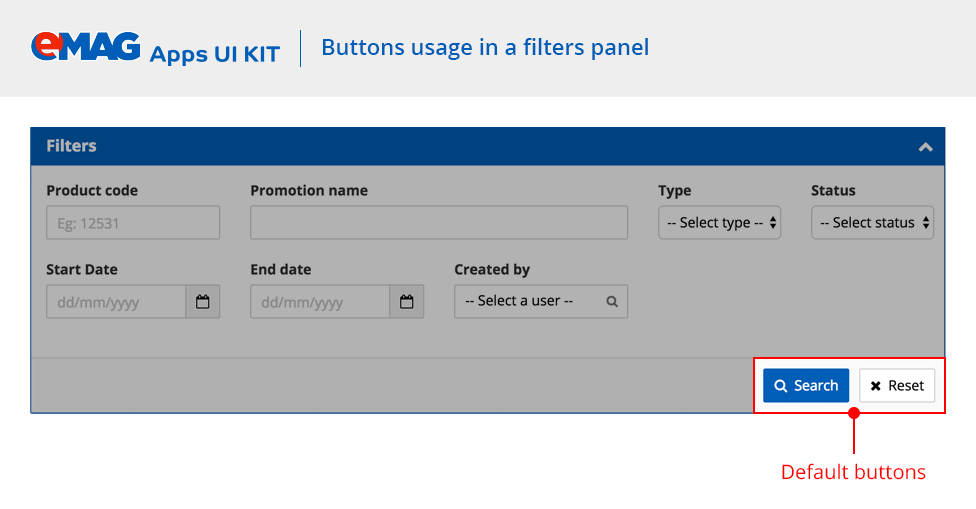 eMAG Apps UI KIT
Buttons usage in a filters panel
Filters
Product code
Promotion name
Type
Status
Eg: 12531
-- Select type --
-- Select status
Start Date
End date
Created by
dd/mm/yyyy
dd/mm/yyyy
-- Select a user --
Search
Reset
Default buttons